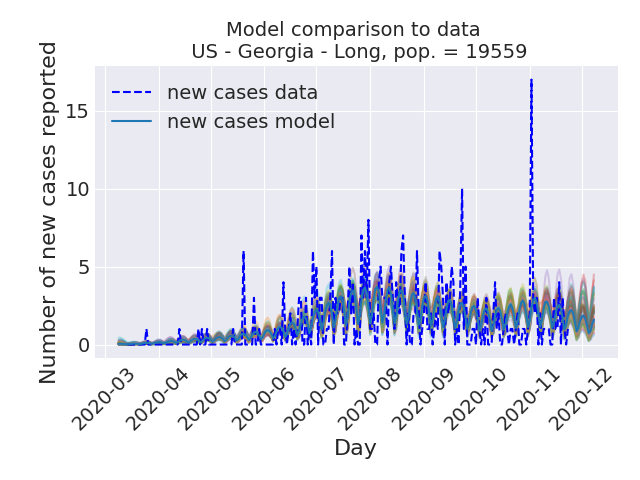 Model comparison to data
US - Georgia - Long, pop. = 19559
new cases data
new cases model
Number of new cases reported
15
10
5
0
2020-03
2020-04
2020-05
2020-06
2020-07
2020-08
2020-09
2020-10
2020-11
2020-12
Day